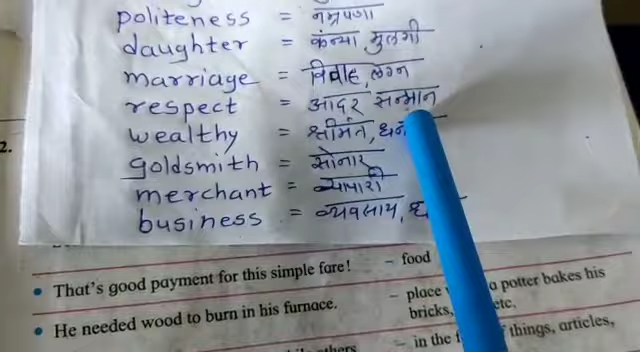 politeness = नम्रपणा
daughter = कंन्या मुलगी
marriage = विवाह, लग्न
respect = आदर सन्मान
wealthy = श्रीमंत,
goldsmith = सोनार
merchant = व्यापारी
business = व्यवसाय,
2.
• That's good payment for this simple fare! – food
• He needed wood to burn in his furnace. – place a potter bakes his
bricks, etc.
– in the things, articles,